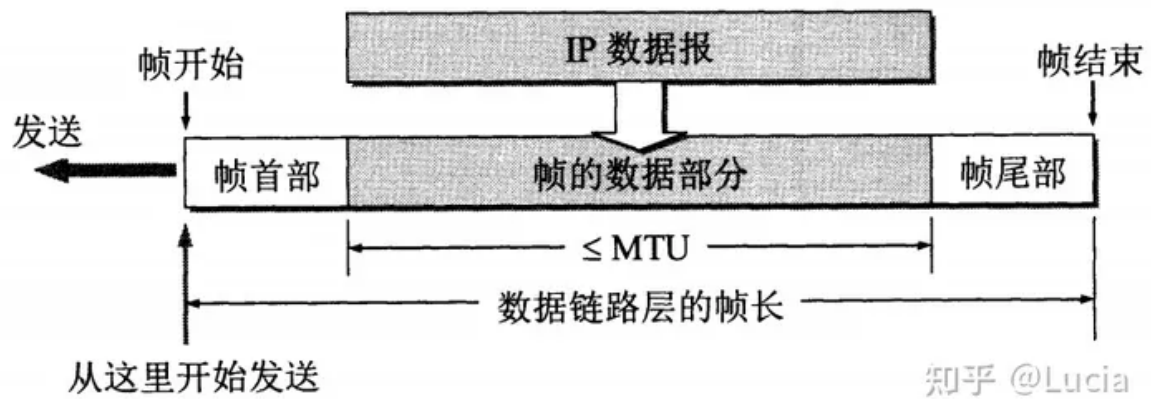 IP 数据报
帧开始
帧结束
发送
帧首部
帧的数据部分
帧尾部
≤ MTU
数据链路层的帧长
从这里开始发送
知乎 @Lucia